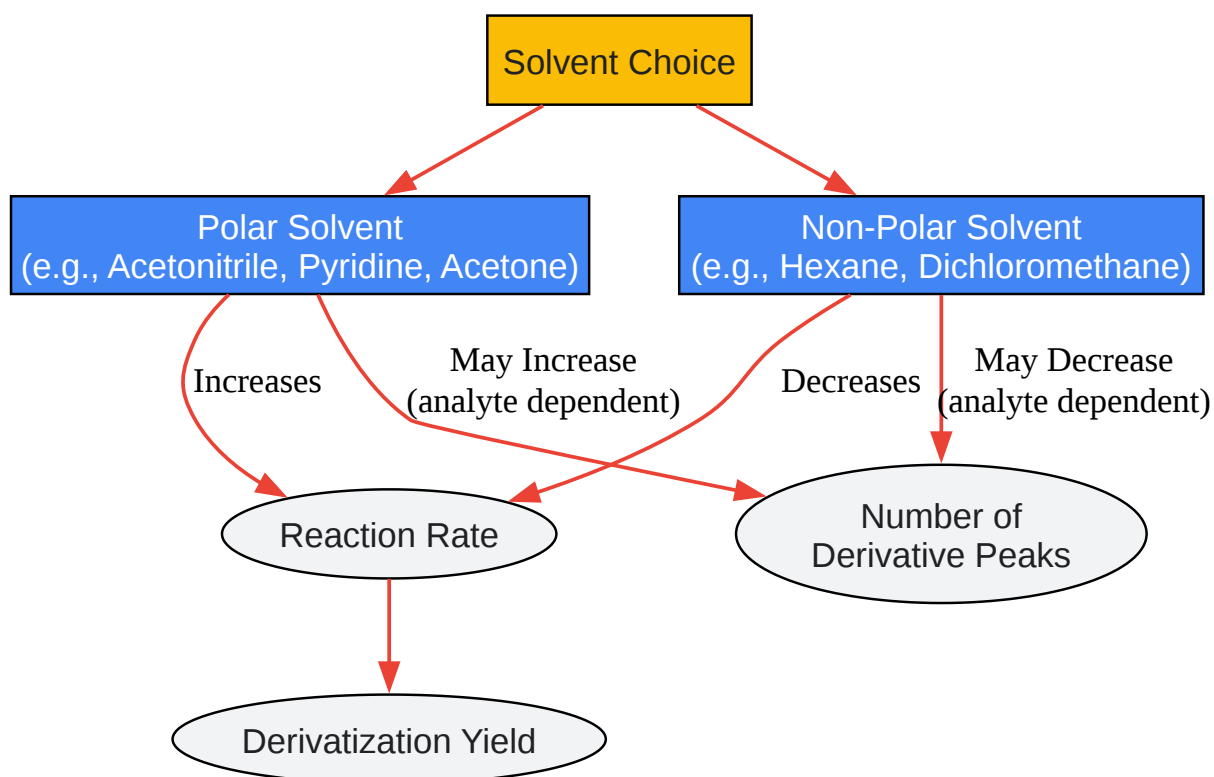 Solvent Choice
Polar Solvent
(e.g., Acetonitrile, Pyridine, Acetone)
Non-Polar Solvent
(e.g., Hexane, Dichloromethane)
Increases
May Increase
(analyte dependent)
Decreases
May Decrease
(analyte dependent)
Reaction Rate
Number of
Derivative Peaks
Derivatization Yield